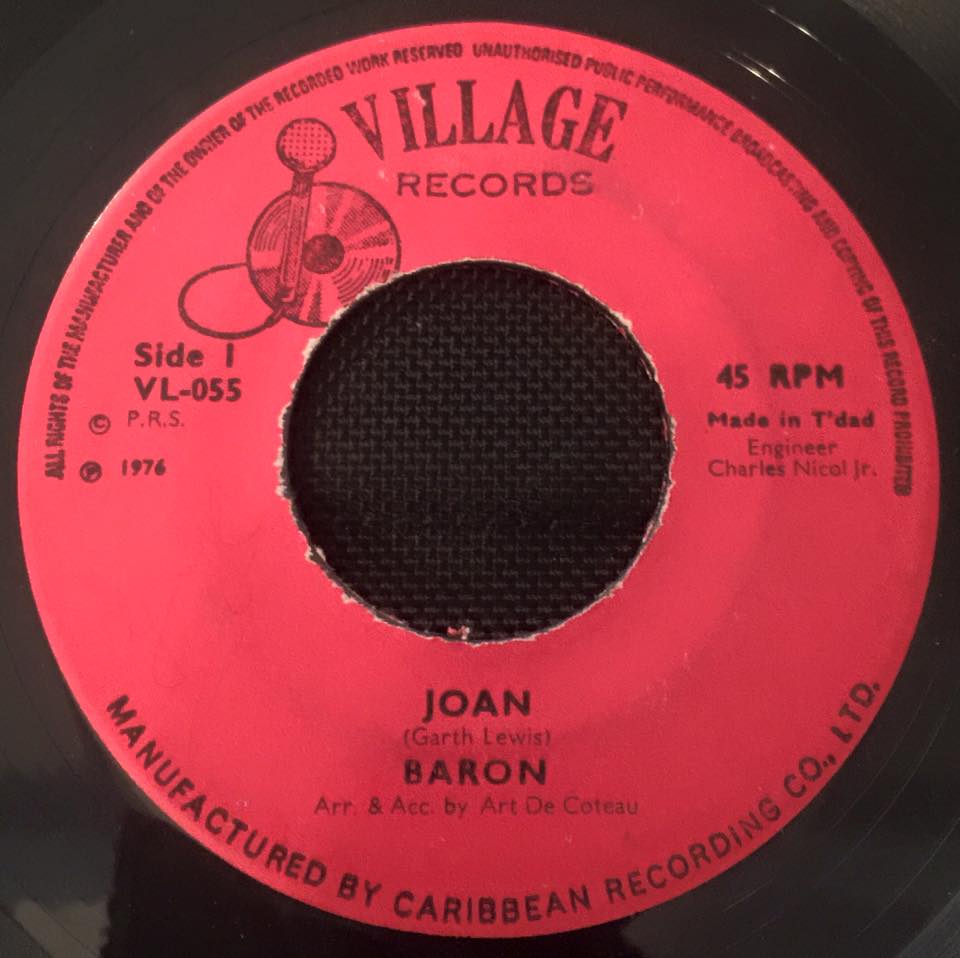 ALL RIGHTS OF THE MANUFACTURER AND OF THE OWNER OF THE RECORDED WORK RESERVED UNAUTHORISED PUBLIC PERFORMANCE BROADCASTING AND COPYING OF THIS RECORD PROHIBITED
VILLAGE
RECORDS
Side 1
VL-055
© P.R.S.
℗ 1976
45 RPM
Made in T'dad
Engineer
Charles Nicol Jr.
JOAN
(Garth Lewis)
BARON
Arr. & Acc. by Art De Coteau
MANUFACTURED BY CARIBBEAN RECORDING CO., LTD.